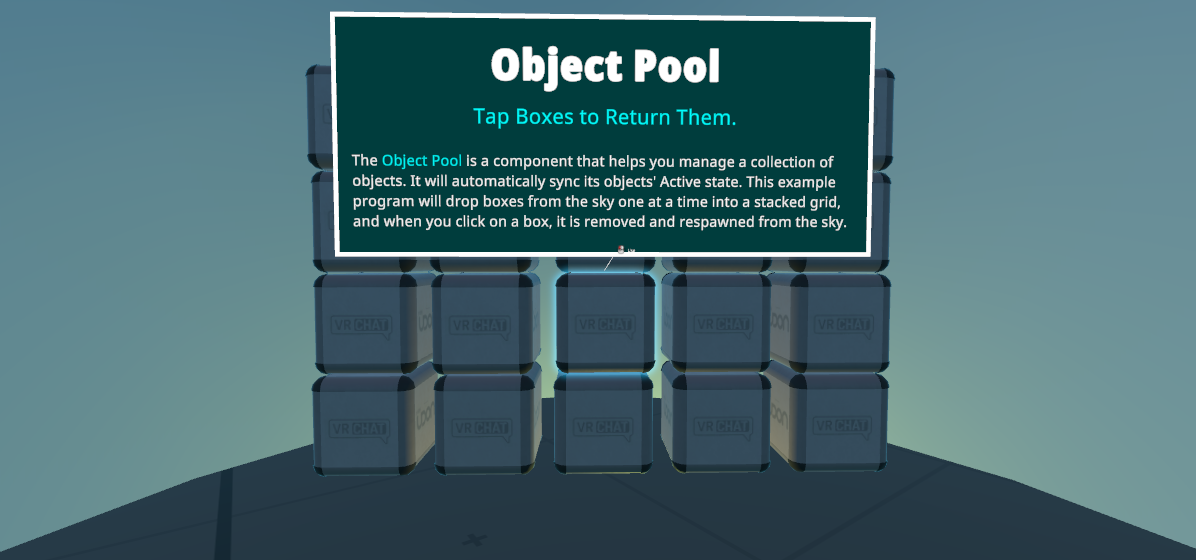 Object Pool
Tap Boxes to Return Them.
The Object Pool is a component that helps you manage a collection of
objects. It will automatically sync its objects' Active state. This example
program will drop boxes from the sky one at a time into a stacked grid,
and when you click on a box, it is removed and respawned from the sky.
VRCHAT
VRCHAT
VRCHAT
VRCHAT
VRCHAT
VRCHAT
VRCHAT
VRCHAT
VRCHAT
VRCHAT